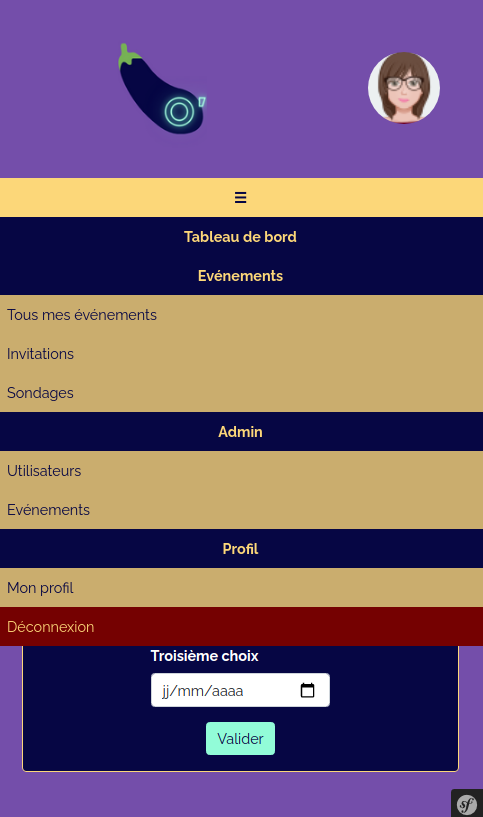 O'
☰
Tableau de bord
Evénements
Tous mes événements
Invitations
Sondages
Admin
Utilisateurs
Evénements
Profil
Mon profil
Déconnexion
Troisième choix
jj/mm/aaaa
Valider
sf